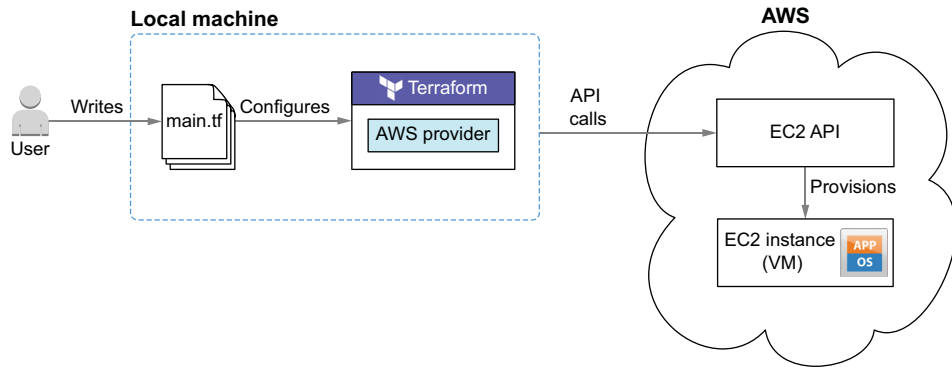 Local machine
AWS
User
Writes
main.tf
Configures
Terraform
AWS provider
API
calls
EC2 API
Provisions
EC2 instance
(VM)
APP
OS